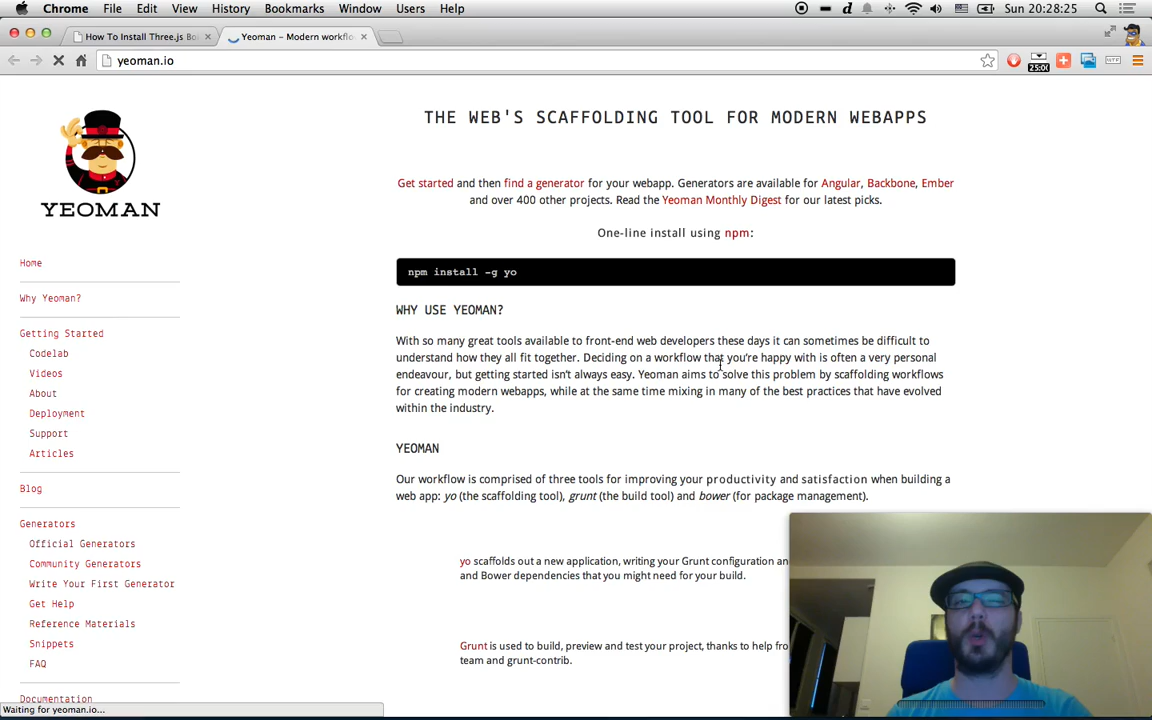 Chrome File Edit View History Bookmarks Window Users Help Sun 20:28:25
How To Install Three.js Bo
Yeoman – Modern workflo
yeoman.io
25:00
YEOMAN
Home
Why Yeoman?
Getting Started
Codelab
Videos
About
Deployment
Support
Articles
Blog
Generators
Official Generators
Community Generators
Write Your First Generator
Get Help
Reference Materials
Snippets
FAQ
Documentation
Waiting for yeoman.io...
THE WEB'S SCAFFOLDING TOOL FOR MODERN WEBAPPS
Get started and then find a generator for your webapp. Generators are available for Angular, Backbone, Ember
and over 400 other projects. Read the Yeoman Monthly Digest for our latest picks.
One-line install using npm:
npm install -g yo
WHY USE YEOMAN?
With so many great tools available to front-end web developers these days it can sometimes be difficult to
understand how they all fit together. Deciding on a workflow that you're happy with is often a very personal
endeavour, but getting started isn't always easy. Yeoman aims to solve this problem by scaffolding workflows
for creating modern webapps, while at the same time mixing in many of the best practices that have evolved
within the industry.
YEOMAN
Our workflow is comprised of three tools for improving your productivity and satisfaction when building a
web app: yo (the scaffolding tool), grunt (the build tool) and bower (for package management).
yo scaffolds out a new application, writing your Grunt configuration an
and Bower dependencies that you might need for your build.
Grunt is used to build, preview and test your project, thanks to help fro
team and grunt-contrib.